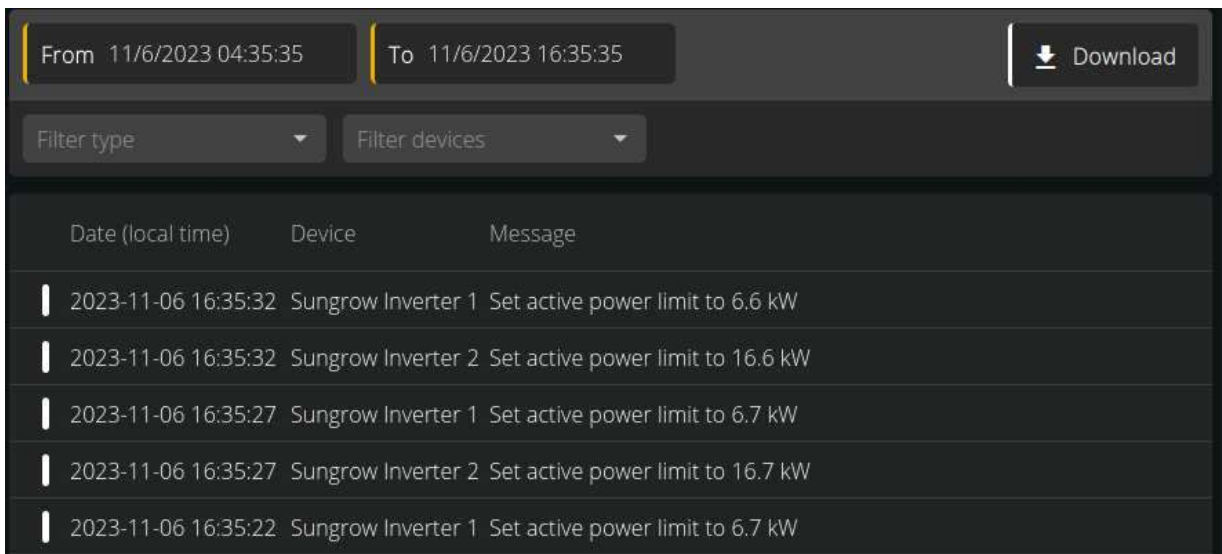 From 11/6/2023 04:35:35 To 11/6/2023 16:35:35 Download
Filter type Filter devices
Date (local time) Device Message
2023-11-06 16:35:32 Sungrow Inverter 1 Set active power limit to 6.6 kW
2023-11-06 16:35:32 Sungrow Inverter 2 Set active power limit to 16.6 kW
2023-11-06 16:35:27 Sungrow Inverter 1 Set active power limit to 6.7 kW
2023-11-06 16:35:27 Sungrow Inverter 2 Set active power limit to 16.7 kW
2023-11-06 16:35:22 Sungrow Inverter 1 Set active power limit to 6.7 kW